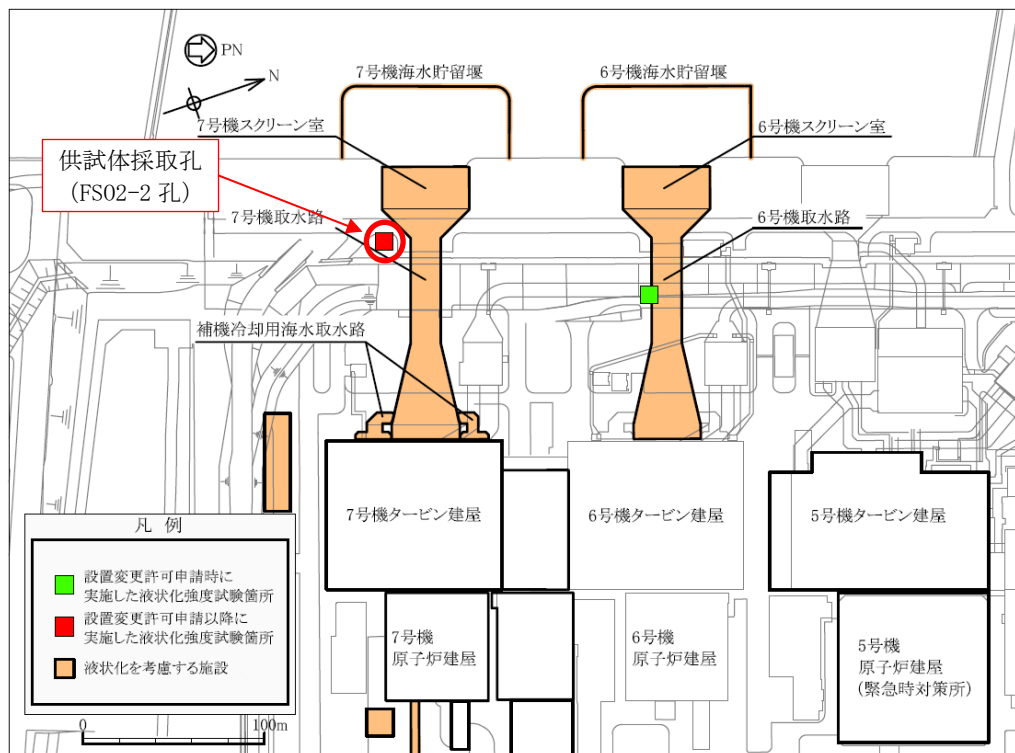 PN
N
7号機海水貯留堰
6号機海水貯留堰
7号機スクリーン室
6号機スクリーン室
供試体採取孔
(FS02-2 孔)
7号機取水路
6号機取水路
補機冷却用海水取水路
7号機タービン建屋
6号機タービン建屋
5号機タービン建屋
凡 例
設置変更許可申請時に
実施した液状化強度試験箇所
設置変更許可申請以降に
実施した液状化強度試験箇所
液状化を考慮する施設
7号機
原子炉建屋
6号機
原子炉建屋
5号機
原子炉建屋
(緊急時対策所)
0
100m